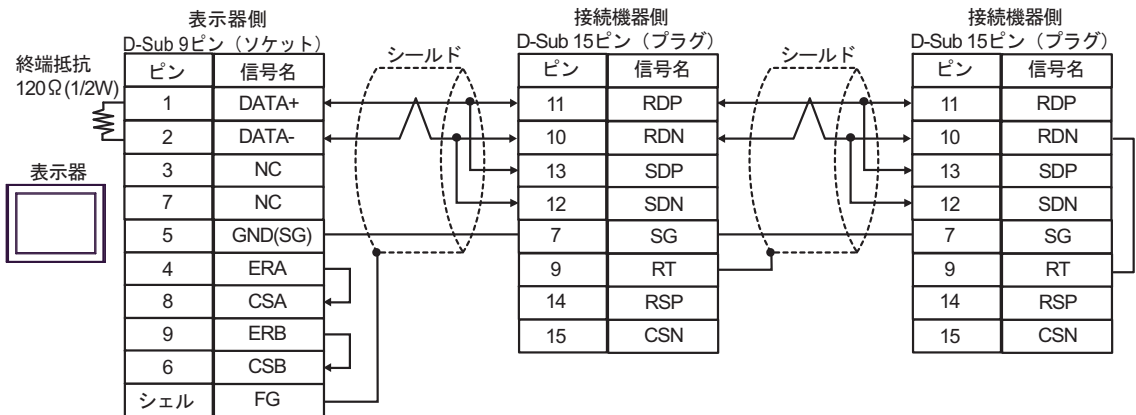 表示器側
D-Sub 9ピン（ソケット）
終端抵抗
120Ω(1/2W)
表示器
ピン 信号名
1 DATA+
2 DATA-
3 NC
7 NC
5 GND(SG)
4 ERA
8 CSA
9 ERB
6 CSB
シェル FG
シールド
接続機器側
D-Sub 15ピン（プラグ）
ピン 信号名
11 RDP
10 RDN
13 SDP
12 SDN
7 SG
9 RT
14 RSP
15 CSN
シールド
接続機器側
D-Sub 15ピン（プラグ）
ピン 信号名
11 RDP
10 RDN
13 SDP
12 SDN
7 SG
9 RT
14 RSP
15 CSN